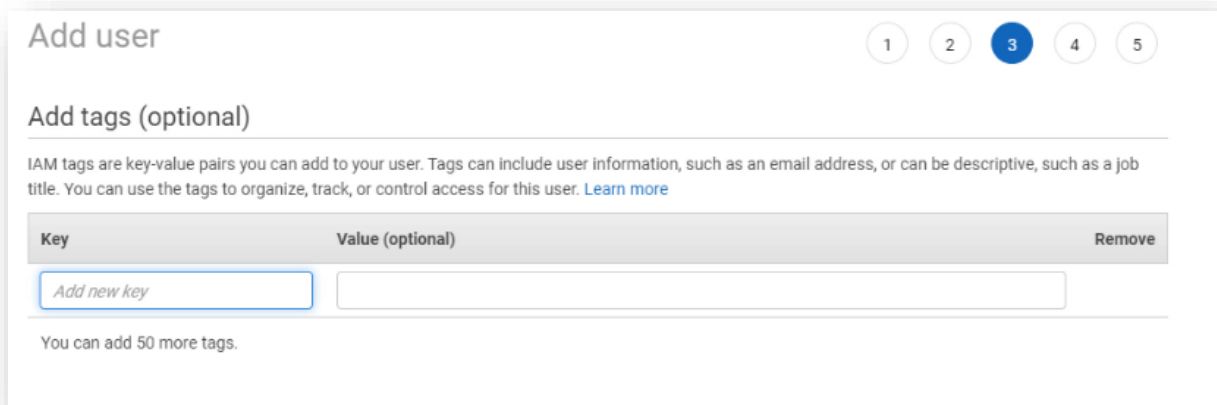 Add user
1 2 3 4 5
Add tags (optional)
IAM tags are key-value pairs you can add to your user. Tags can include user information, such as an email address, or can be descriptive, such as a job
title. You can use the tags to organize, track, or control access for this user. Learn more
Key Value (optional) Remove
Add new key
You can add 50 more tags.